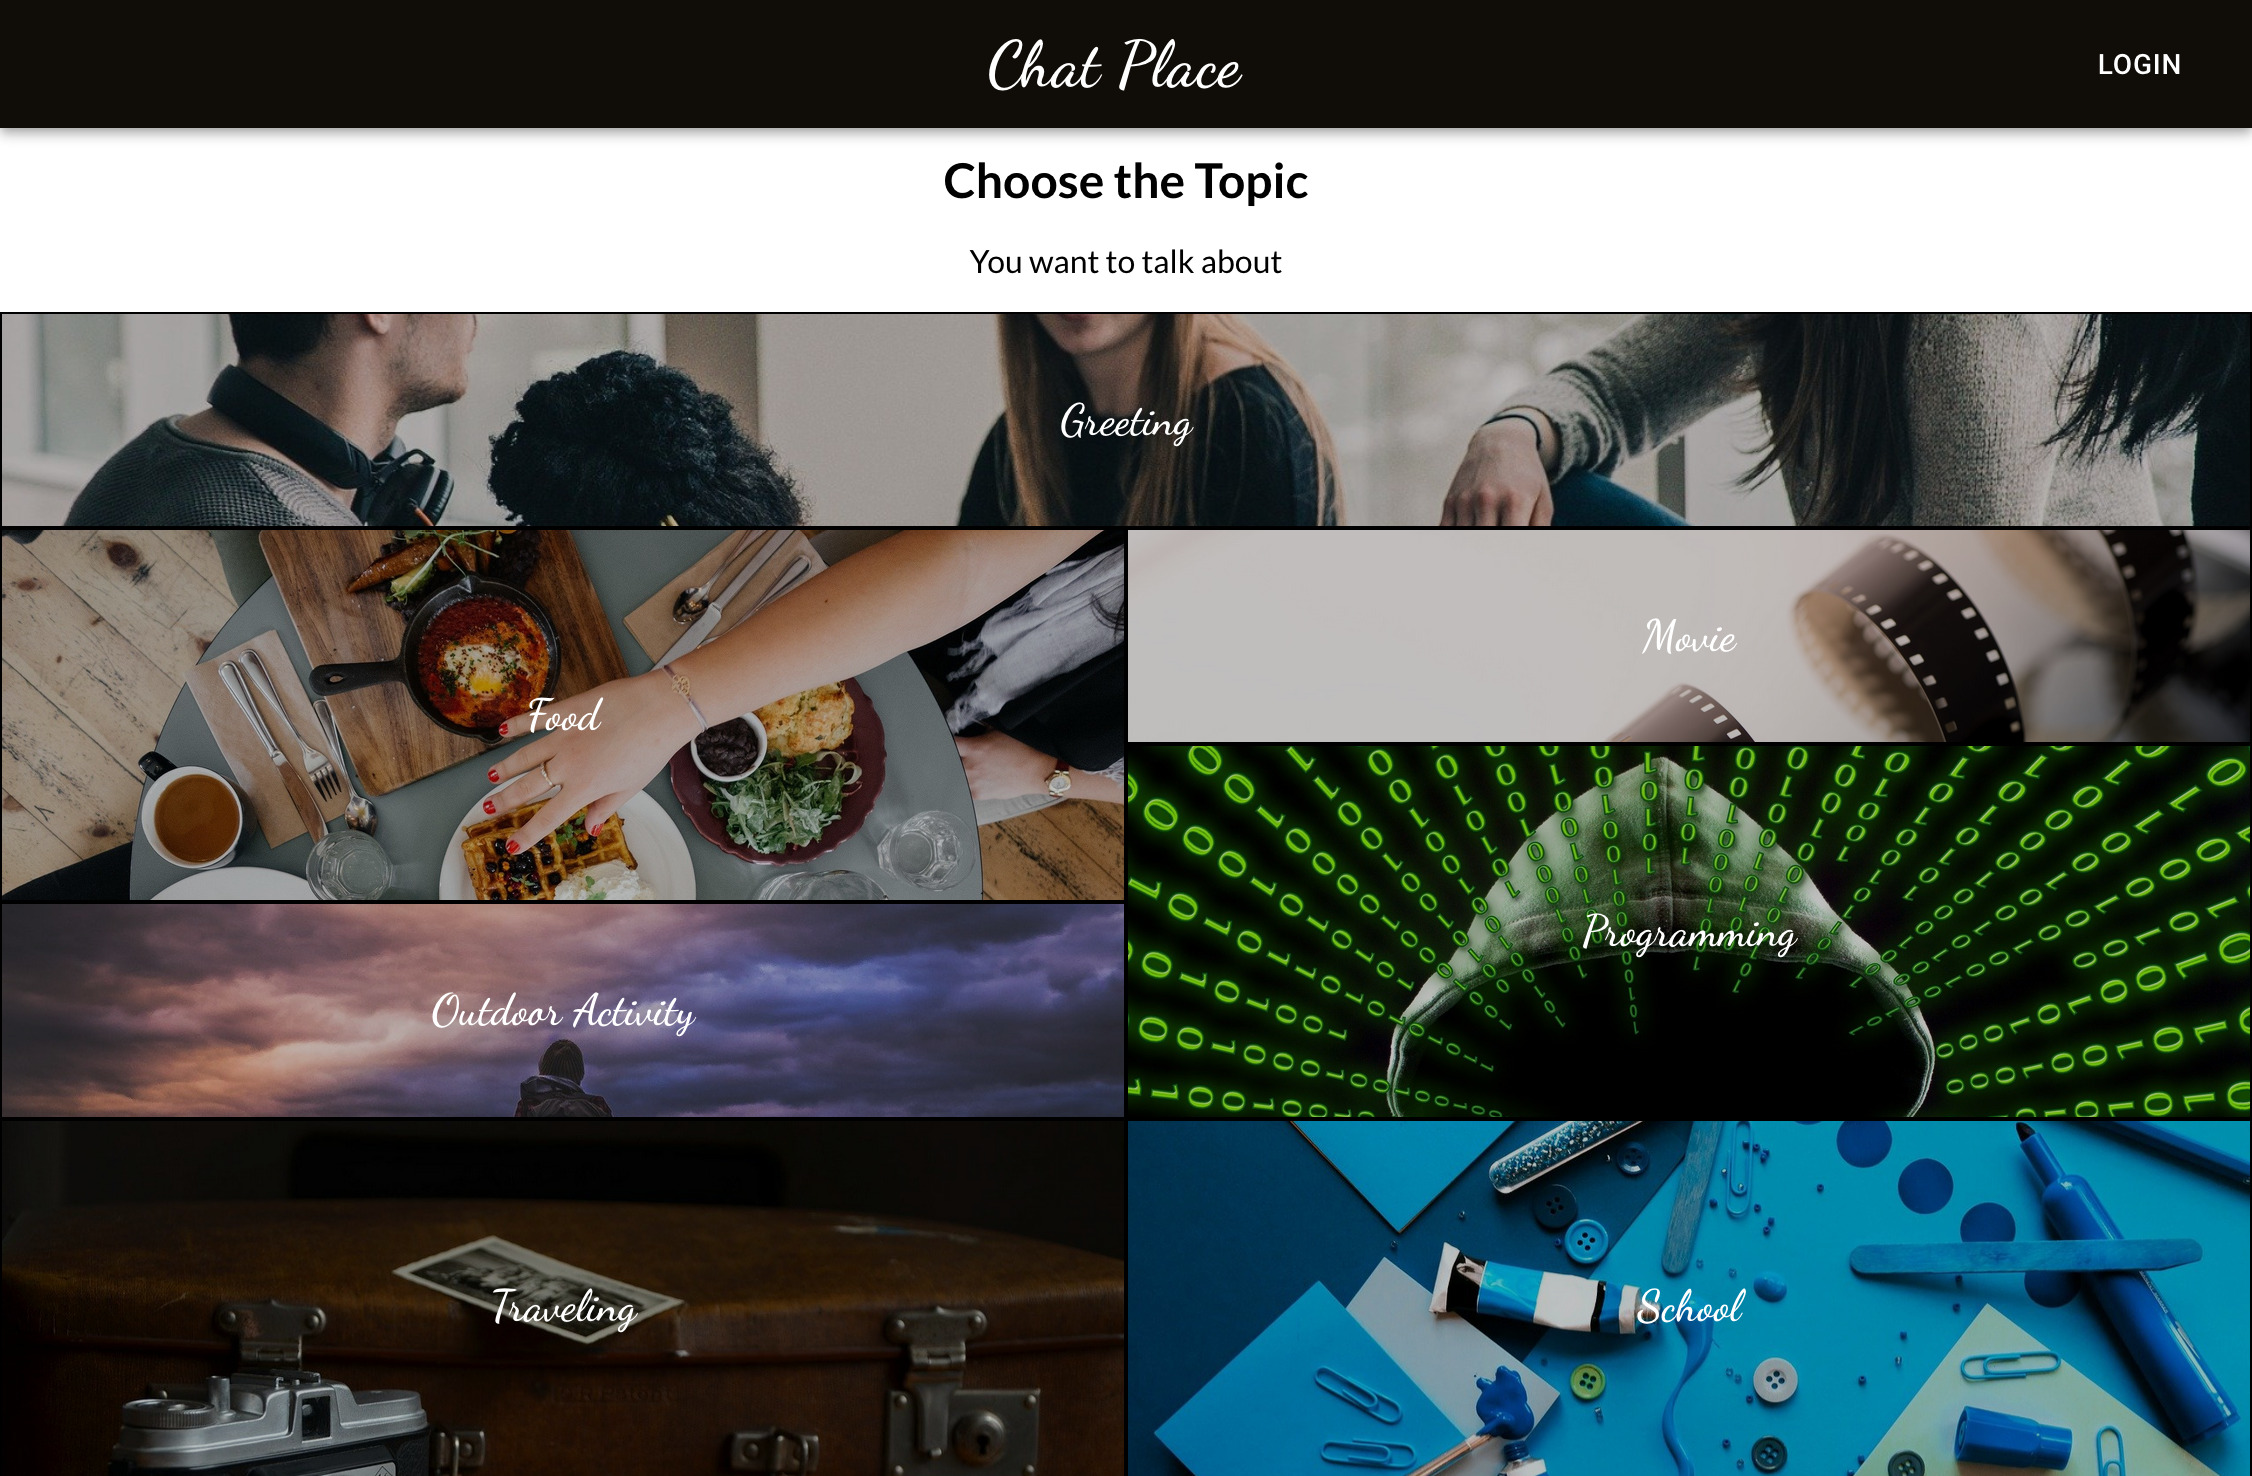 Chat Place
LOGIN
Choose the Topic
You want to talk about
Greeting
Food
Movie
Outdoor Activity
Programming
Traveling
School